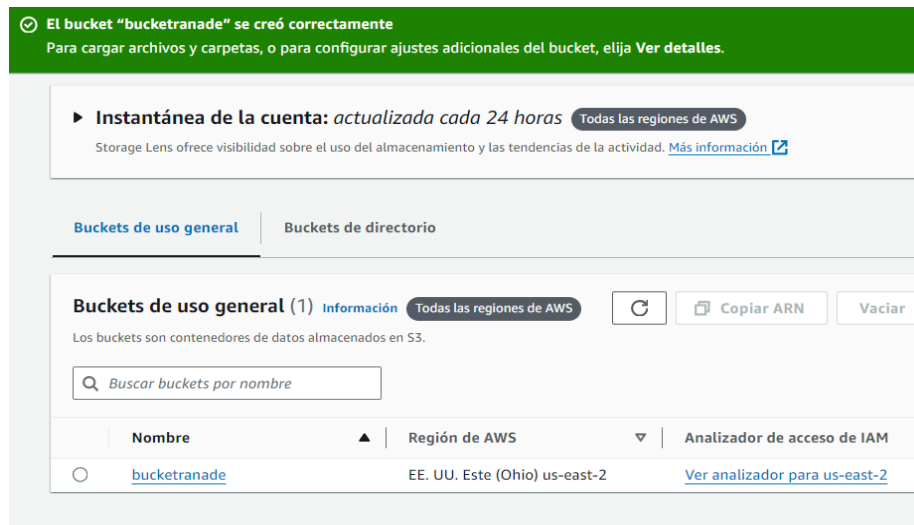 El bucket “bucketranade” se creó correctamente
Para cargar archivos y carpetas, o para configurar ajustes adicionales del bucket, elija Ver detalles.
Instantánea de la cuenta: actualizada cada 24 horas Todas las regiones de AWS
Storage Lens ofrece visibilidad sobre el uso del almacenamiento y las tendencias de la actividad. Más información
Buckets de uso general Buckets de directorio
Buckets de uso general (1) Información Todas las regiones de AWS Copiar ARN Vaciar
Los buckets son contenedores de datos almacenados en S3.
Buscar buckets por nombre
Nombre Región de AWS Analizador de acceso de IAM
bucketranade EE. UU. Este (Ohio) us-east-2 Ver analizador para us-east-2